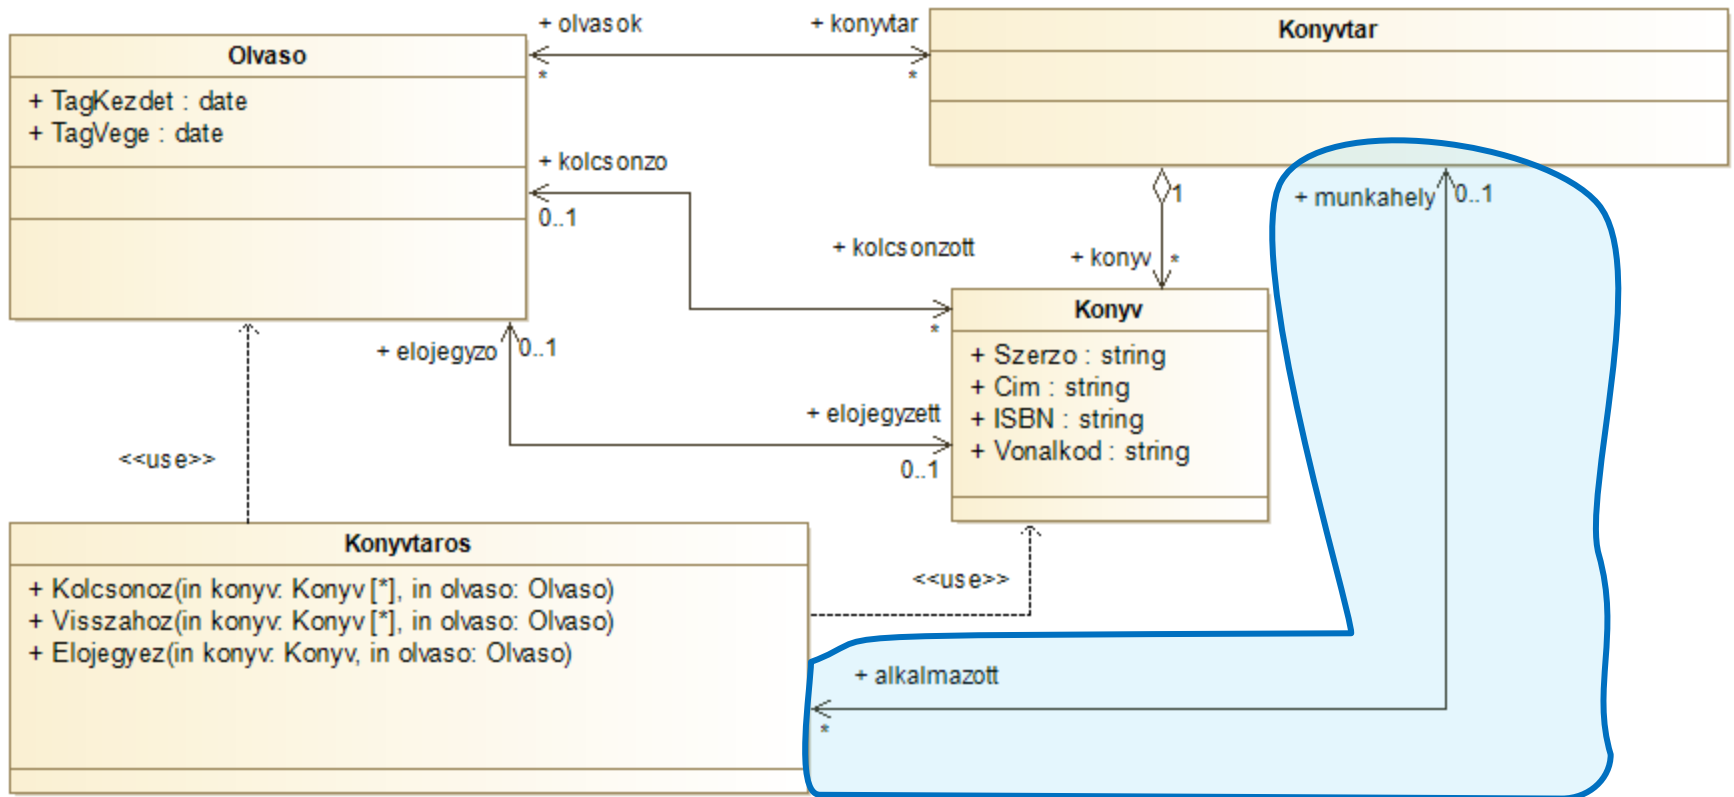 + olvasok
+ konyvtar
*
*
Olvaso
+ TagKezdet : date
+ TagVege : date
Konyvtar
+ kolcsonzo
0..1
+ kolcsonzott
*
1
+ konyv
*
+ munkahely
0..1
+ elojegyzo
0..1
+ elojegyzett
0..1
Konyv
+ Szerzo : string
+ Cim : string
+ ISBN : string
+ Vonalkod : string
<<use>>
<<use>>
Konyvtaros
+ Kolcsonoz(in konyv: Konyv [*], in olvaso: Olvaso)
+ Visszahoz(in konyv: Konyv [*], in olvaso: Olvaso)
+ Elojegyez(in konyv: Konyv, in olvaso: Olvaso)
+ alkalmazott
*